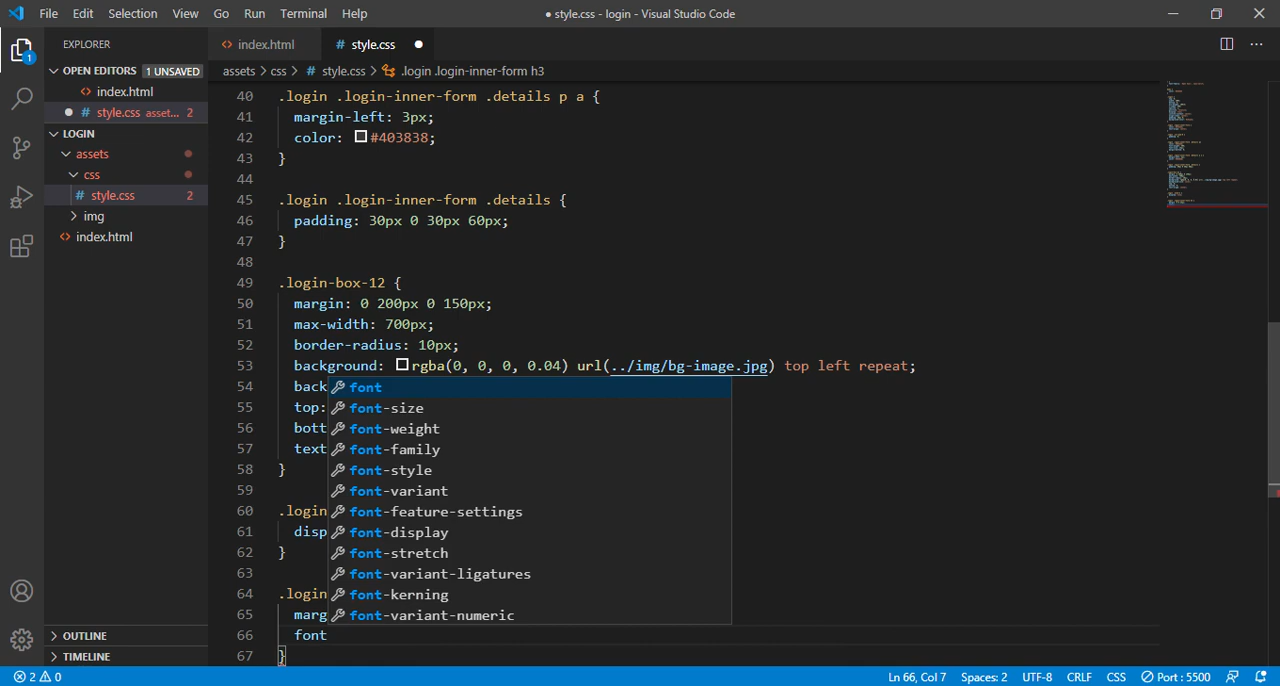 File Edit Selection View Go Run Terminal Help ● style.css - login - Visual Studio Code
EXPLORER
index.html # style.css
OPEN EDITORS 1 UNSAVED
assets > css > # style.css > .login .login-inner-form h3
1
index.html
# style.css asset... 2
LOGIN
assets
css
# style.css 2
img
index.html
40 .login .login-inner-form .details p a {
41 margin-left: 3px;
42 color: #403838;
43 }
44
45 .login .login-inner-form .details {
46 padding: 30px 0 30px 60px;
47 }
48
49 .login-box-12 {
50 margin: 0 200px 0 150px;
51 max-width: 700px;
52 border-radius: 10px;
53 background: rgba(0, 0, 0, 0.04) url(../img/bg-image.jpg) top left repeat;
54 back font
55 top: font-size
56 bott font-weight
57 text font-family
58 } font-style
59 font-variant
60 .login font-feature-settings
61 disp font-display
62 } font-stretch
63 font-variant-ligatures
64 .login font-kerning
65 marg font-variant-numeric
66 font
67 }
OUTLINE
TIMELINE
2 0 Ln 66, Col 7 Spaces: 2 UTF-8 CRLF CSS Port : 5500